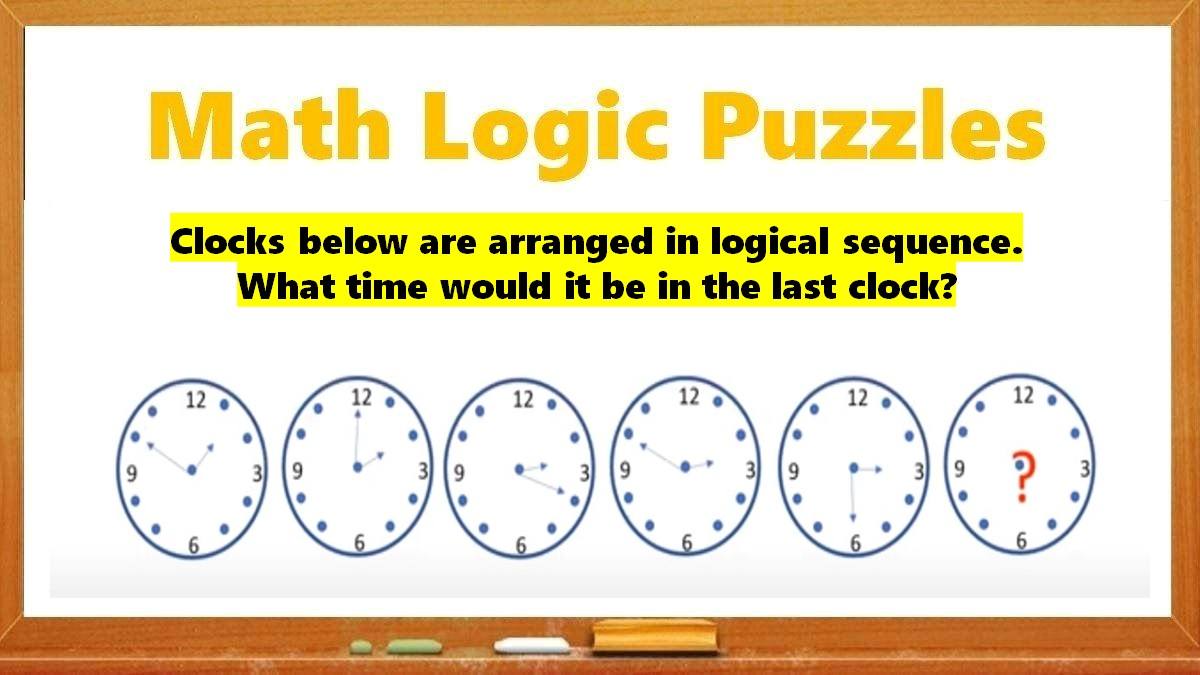 Math Logic Puzzles
Clocks below are arranged in logical sequence.
What time would it be in the last clock?
12 12 12 12 12 12
9 3 9 3 9 3 9 3 9 3 9 ? 3
6 6 6 6 6 6